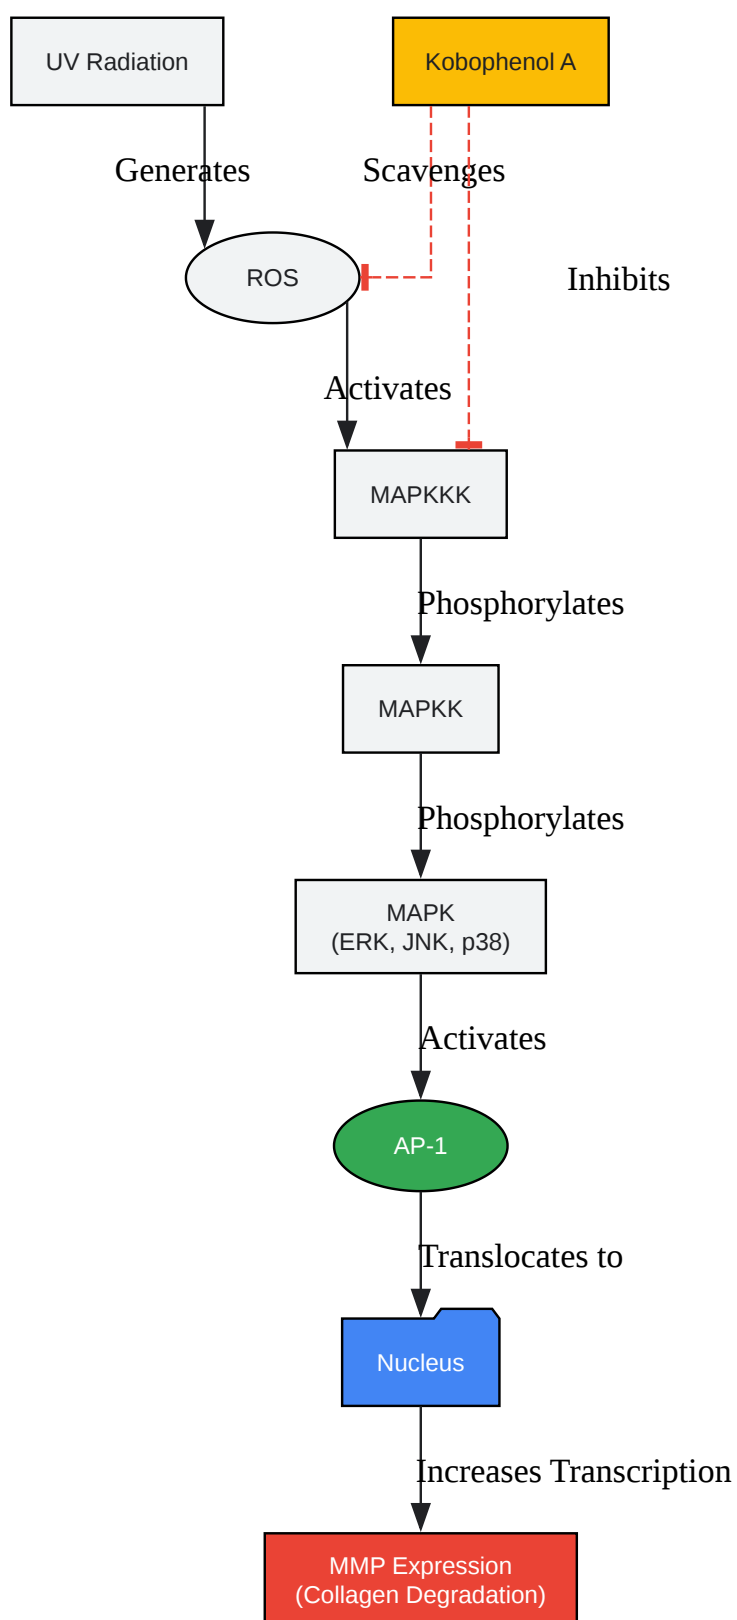 UV Radiation
Kobophenol A
Generates
Scavenges
ROS
Inhibits
Activates
MAPKKK
Phosphorylates
MAPKK
Phosphorylates
MAPK
(ERK, JNK, p38)
Activates
AP-1
Translocates to
Nucleus
Increases Transcription
MMP Expression
(Collagen Degradation)